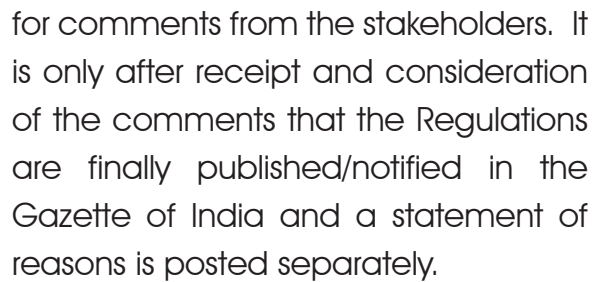 for comments from the stakeholders. It
is only after receipt and consideration
of the comments that the Regulations
are finally published/notified in the
Gazette of India and a statement of
reasons is posted separately.